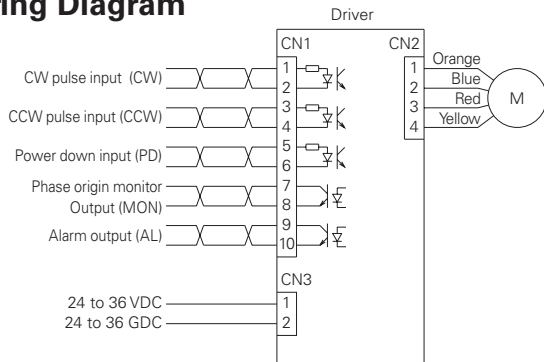 ing Diagram
Driver
CN1
CN2
CW pulse input (CW)
1
2
CCW pulse input (CCW)
3
4
Power down input (PD)
5
6
Phase origin monitor
Output (MON)
7
8
Alarm output (AL)
9
10
1
2
3
4
Orange
Blue
Red
Yellow
M
CN3
24 to 36 VDC
1
24 to 36 GDC
2